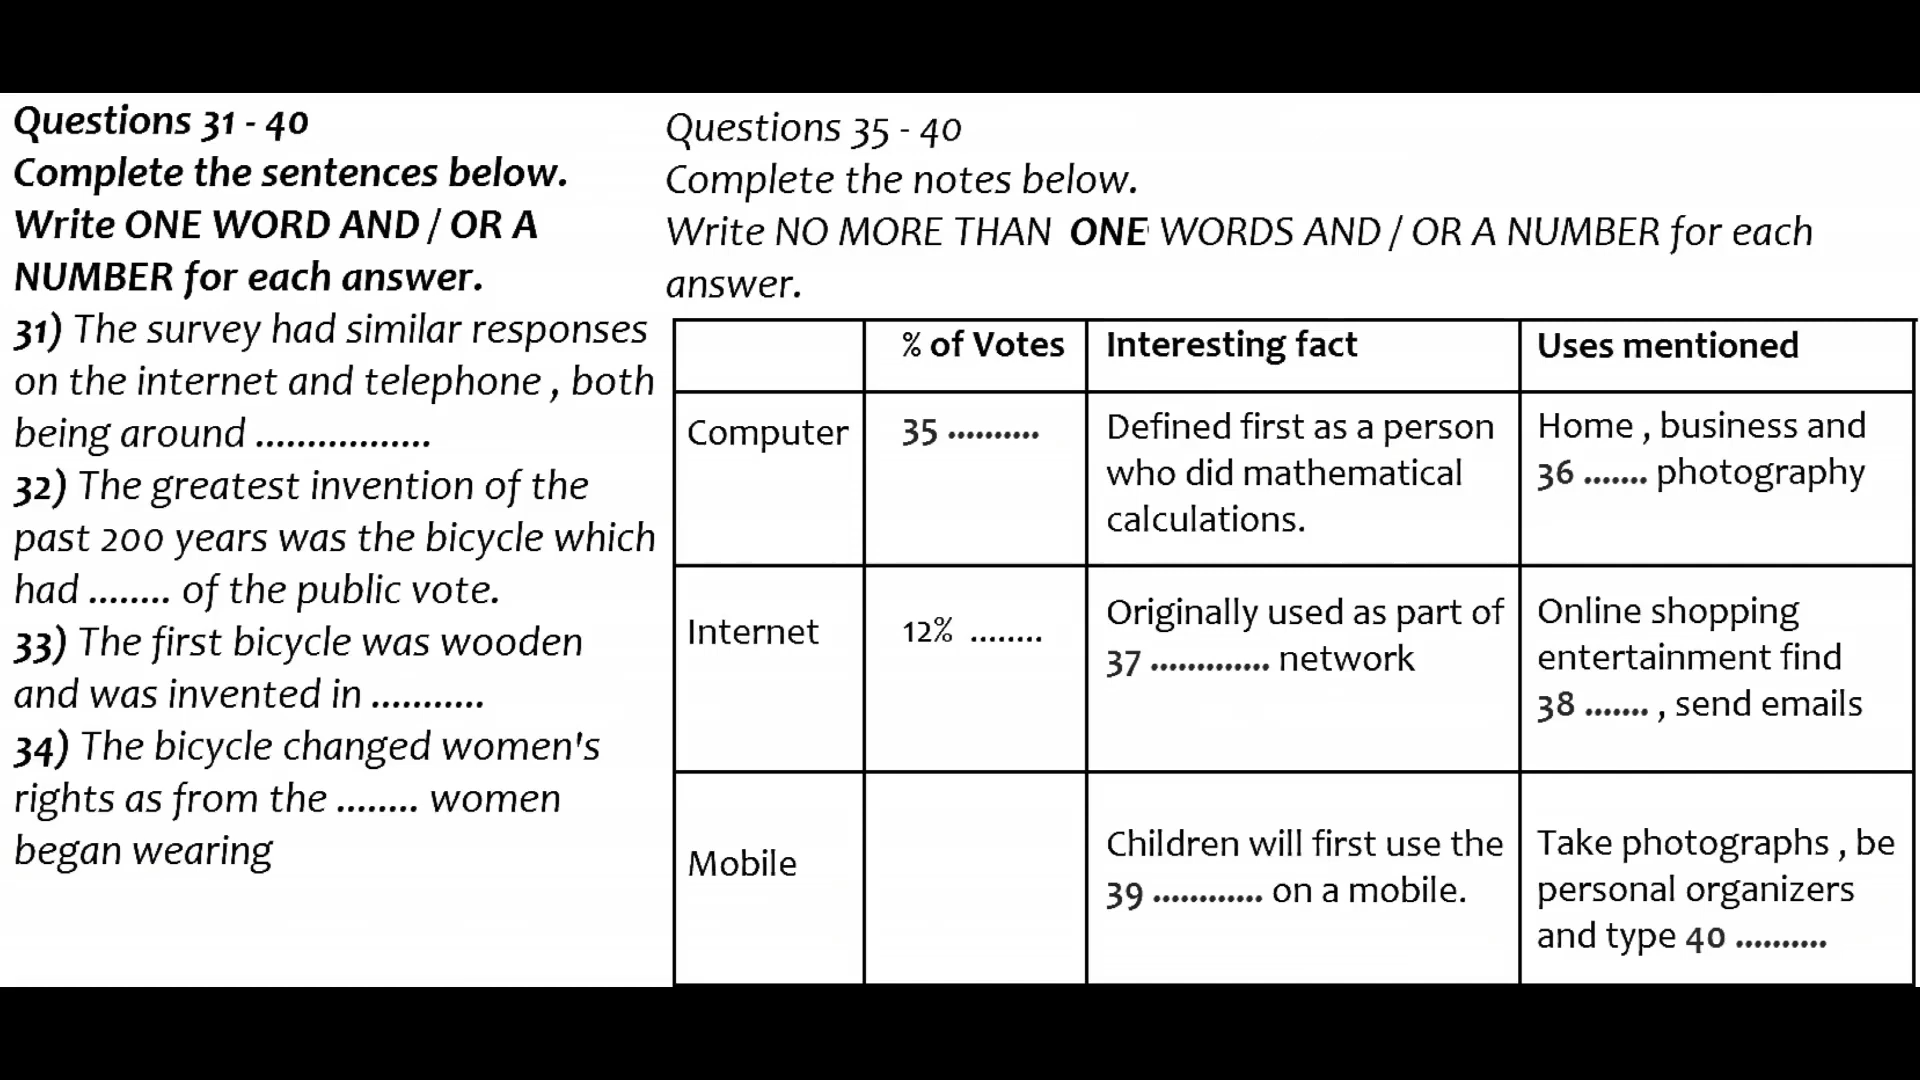 Questions 31 - 40
Complete the sentences below.
Write ONE WORD AND / OR A
NUMBER for each answer.
31) The survey had similar responses
on the internet and telephone , both
being around .................
32) The greatest invention of the
past 200 years was the bicycle which
had ........ of the public vote.
33) The first bicycle was wooden
and was invented in ...........
34) The bicycle changed women's
rights as from the ........ women
began wearing
Questions 35 - 40
Complete the notes below.
Write NO MORE THAN ONE WORDS AND / OR A NUMBER for each
answer.
% of Votes
Interesting fact
Uses mentioned
Computer
35 ..........
Defined first as a person
who did mathematical
calculations.
Home , business and
36 ....... photography
Internet
12% ........
Originally used as part of
37 ............. network
Online shopping
entertainment find
38 ....... , send emails
Mobile
Children will first use the
39 ............ on a mobile.
Take photographs , be
personal organizers
and type 40 ..........